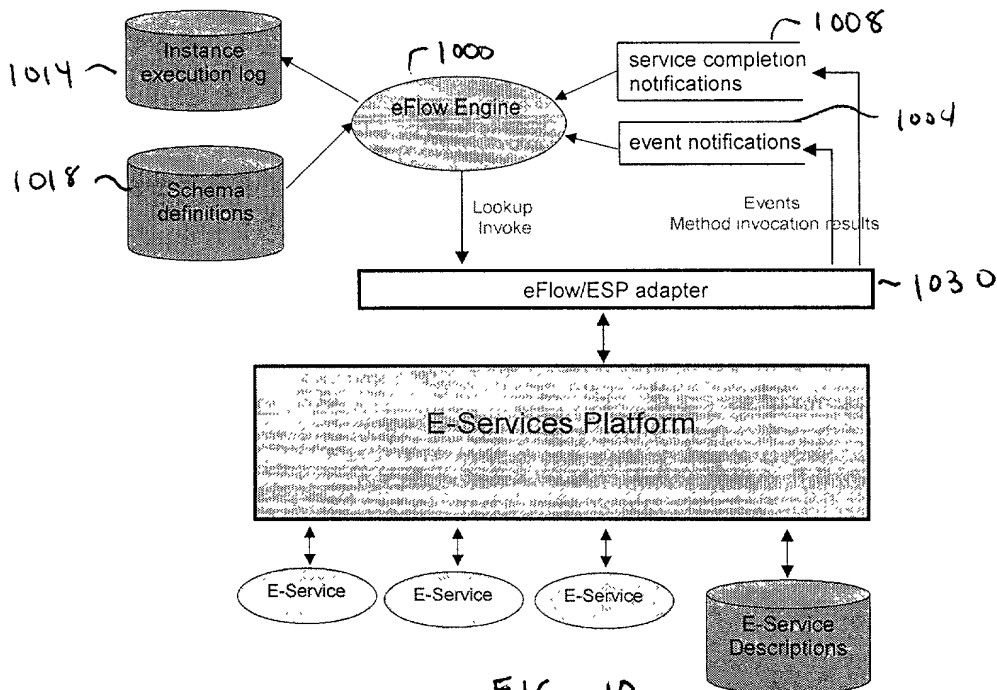 1008
Instance
execution log
1014
1000
eFlow Engine
service completion
notifications
1004
event notifications
1018
Schema
definitions
Lookup
Invoke
Events
Method invocation results
eFlow/ESP adapter
1030
E-Services Platform
E-Service
E-Service
E-Service
E-Service
Descriptions
FIG. 10